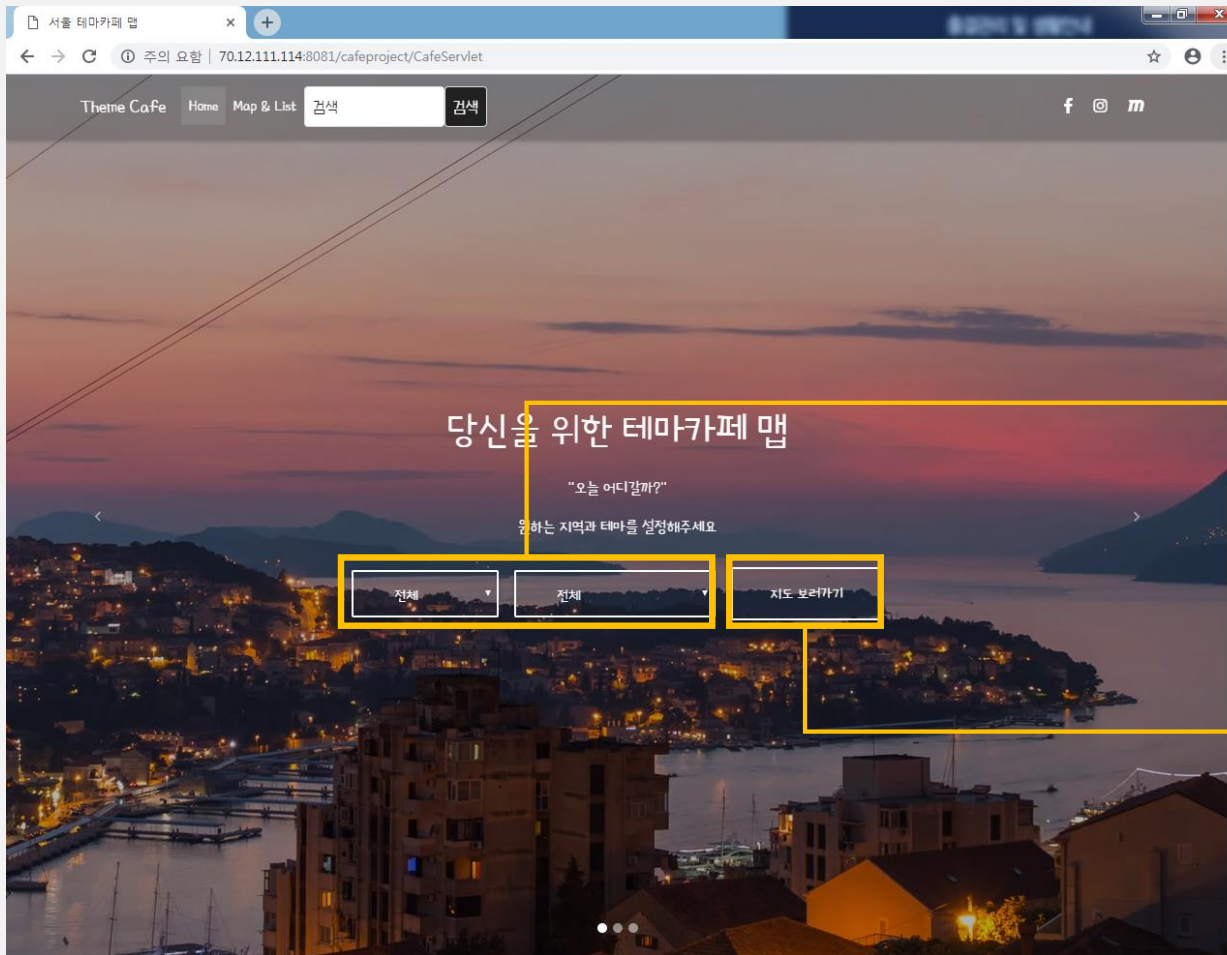 서울 테마카페 맵
주의 요함 | 70.12.111.114:8081/cafeproject/CafeServlet
Theme Cafe Home Map & List 검색 검색
당신을 위한 테마카페 맵
"오늘 어디갈까?"
원하는 지역과 테마를 설정해주세요
전체 전체 지도 보러가기